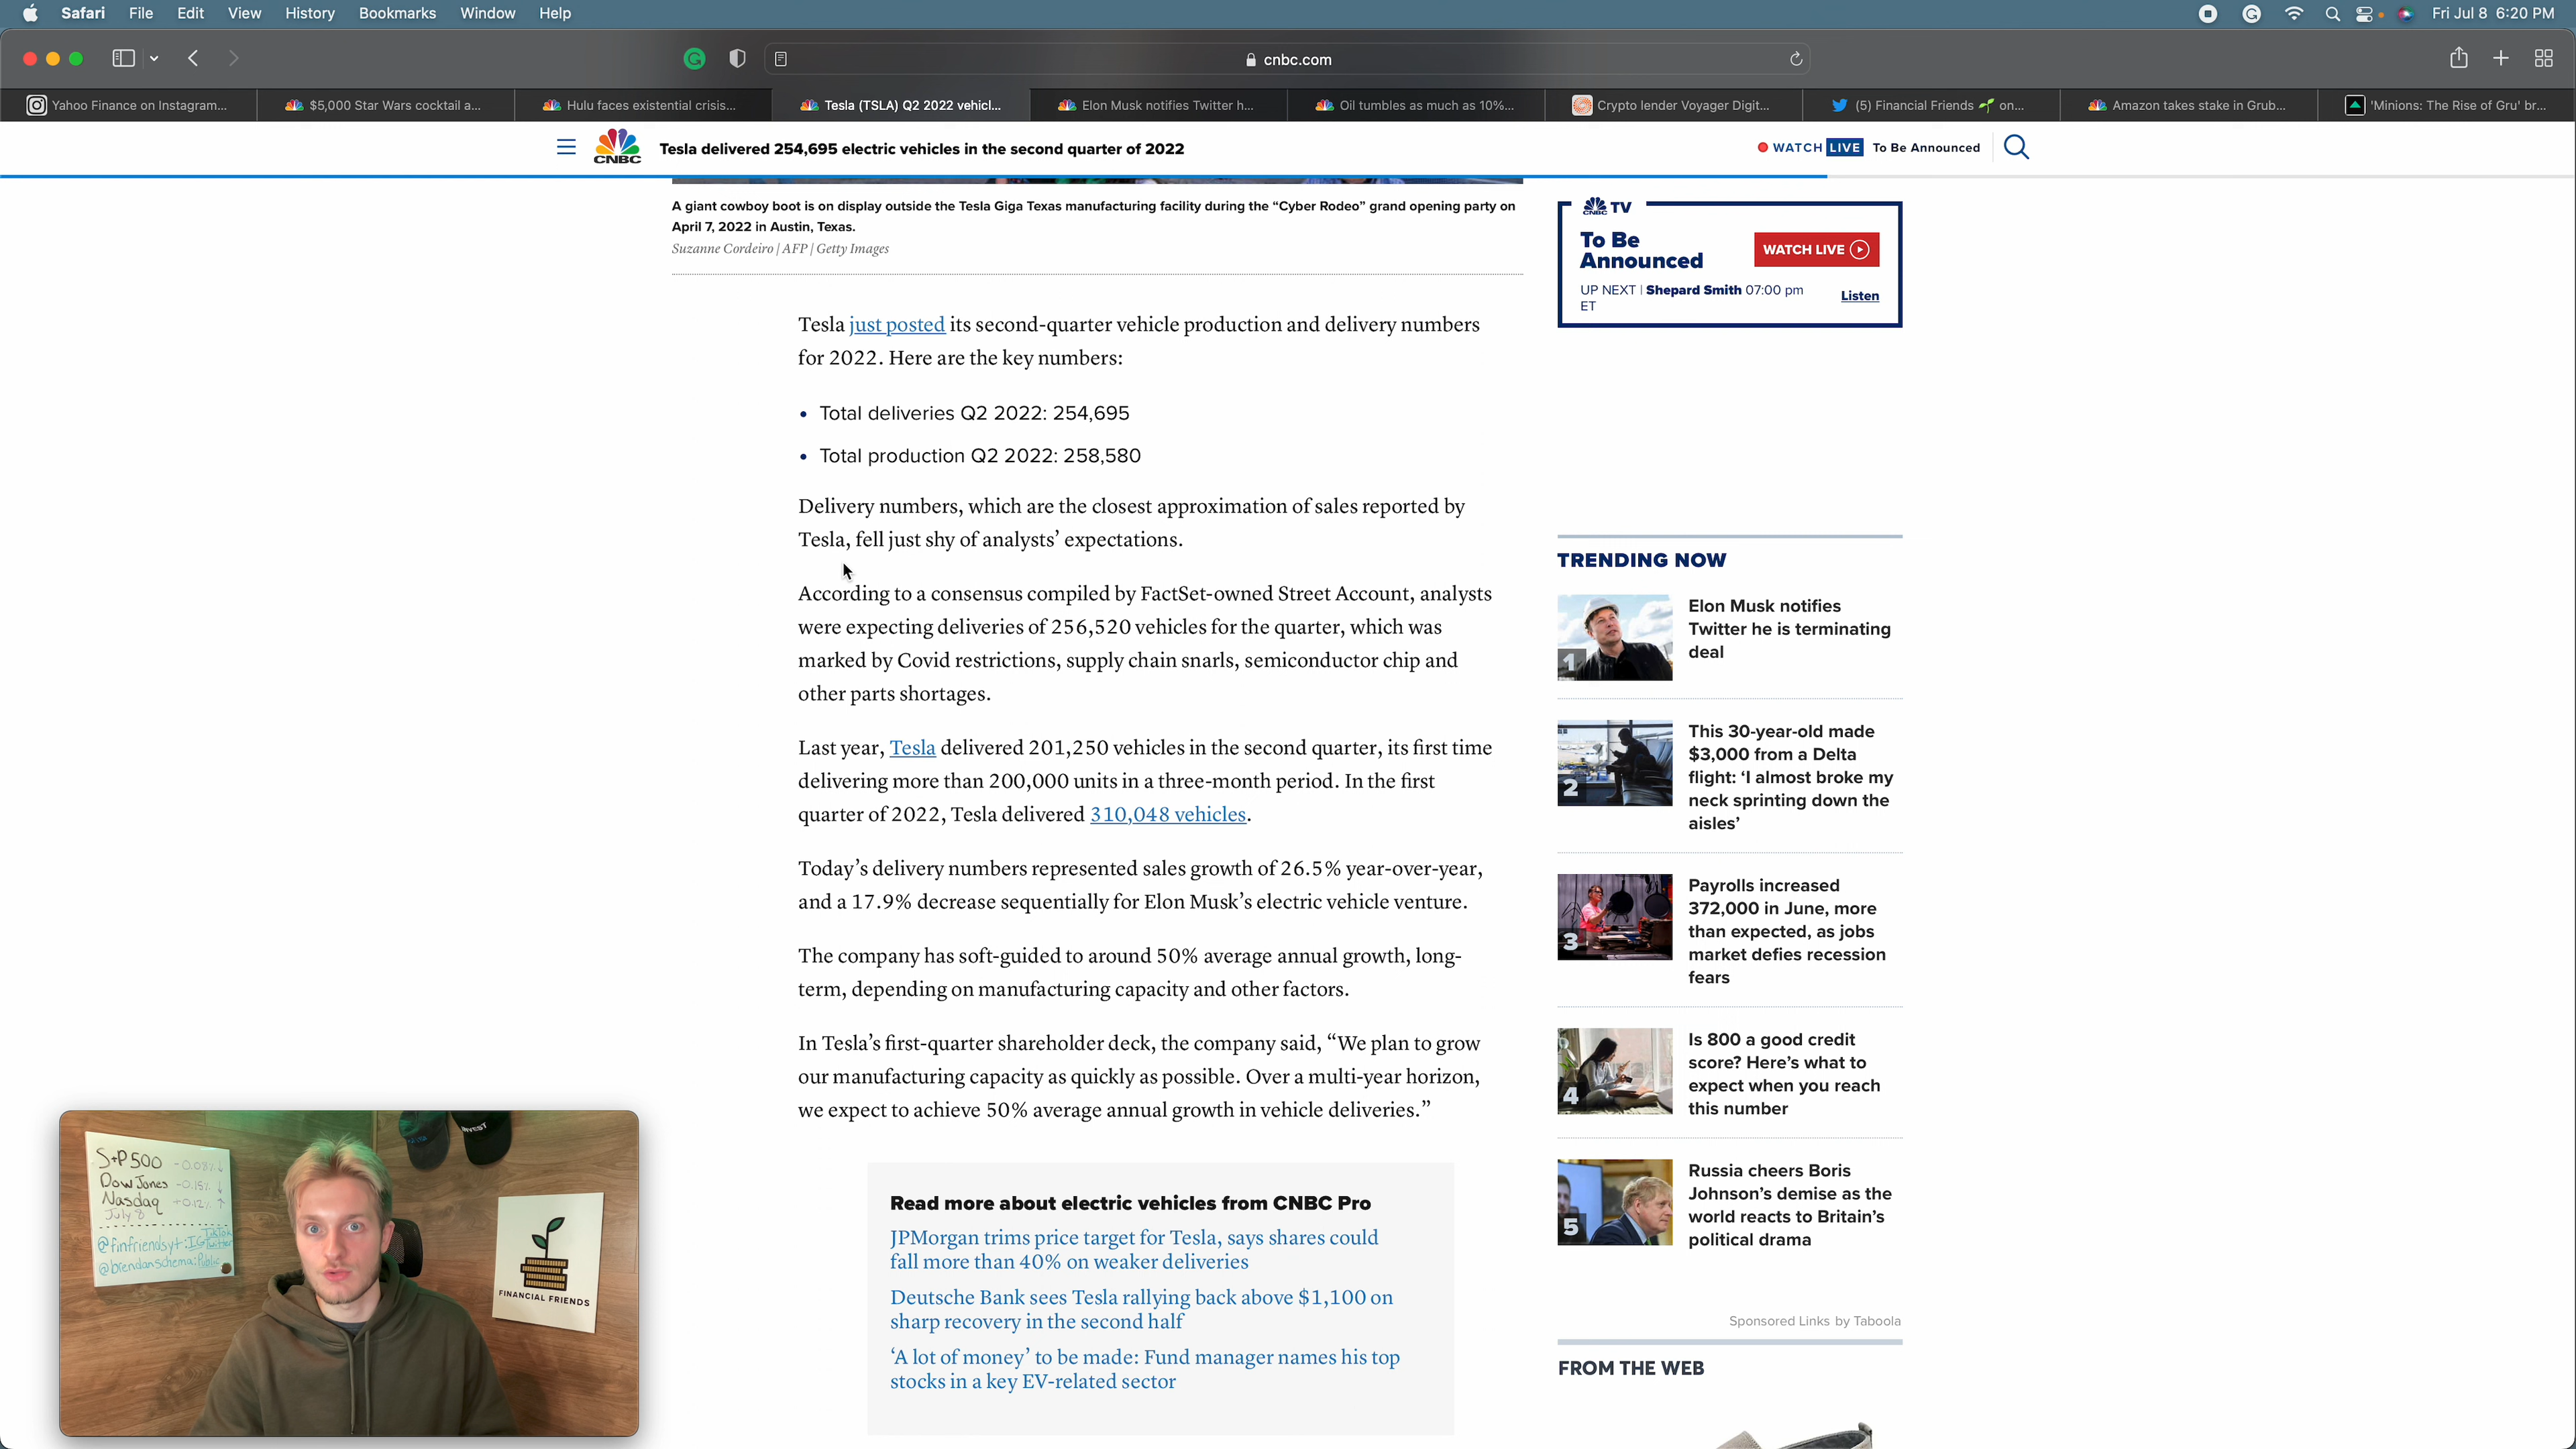 Safari File Edit View History Bookmarks Window Help
Fri Jul 8 6:20 PM
cnbc.com
Yahoo Finance on Instagram...
$5,000 Star Wars cocktail a...
Hulu faces existential crisis...
Tesla (TSLA) Q2 2022 vehicl...
Elon Musk notifies Twitter h...
Oil tumbles as much as 10%...
Crypto lender Voyager Digit...
(5) Financial Friends 🌱 on...
Amazon takes stake in Grub...
'Minions: The Rise of Gru' br...
CNBC
Tesla delivered 254,695 electric vehicles in the second quarter of 2022
WATCH LIVE To Be Announced
A giant cowboy boot is on display outside the Tesla Giga Texas manufacturing facility during the “Cyber Rodeo” grand opening party on
April 7, 2022 in Austin, Texas.
Suzanne Cordeiro | AFP | Getty Images
Tesla just posted its second-quarter vehicle production and delivery numbers
for 2022. Here are the key numbers:
• Total deliveries Q2 2022: 254,695
• Total production Q2 2022: 258,580
Delivery numbers, which are the closest approximation of sales reported by
Tesla, fell just shy of analysts’ expectations.
According to a consensus compiled by FactSet-owned Street Account, analysts
were expecting deliveries of 256,520 vehicles for the quarter, which was
marked by Covid restrictions, supply chain snarls, semiconductor chip and
other parts shortages.
Last year, Tesla delivered 201,250 vehicles in the second quarter, its first time
delivering more than 200,000 units in a three-month period. In the first
quarter of 2022, Tesla delivered 310,048 vehicles.
Today’s delivery numbers represented sales growth of 26.5% year-over-year,
and a 17.9% decrease sequentially for Elon Musk’s electric vehicle venture.
The company has soft-guided to around 50% average annual growth, long-
term, depending on manufacturing capacity and other factors.
In Tesla’s first-quarter shareholder deck, the company said, “We plan to grow
our manufacturing capacity as quickly as possible. Over a multi-year horizon,
we expect to achieve 50% average annual growth in vehicle deliveries.”
Read more about electric vehicles from CNBC Pro
JPMorgan trims price target for Tesla, says shares could
fall more than 40% on weaker deliveries
Deutsche Bank sees Tesla rallying back above $1,100 on
sharp recovery in the second half
‘A lot of money’ to be made: Fund manager names his top
stocks in a key EV-related sector
CNBC TV
To Be
Announced
WATCH LIVE
UP NEXT | Shepard Smith 07:00 pm
ET
Listen
TRENDING NOW
1
Elon Musk notifies
Twitter he is terminating
deal
2
This 30-year-old made
$3,000 from a Delta
flight: ‘I almost broke my
neck sprinting down the
aisles’
3
Payrolls increased
372,000 in June, more
than expected, as jobs
market defies recession
fears
4
Is 800 a good credit
score? Here’s what to
expect when you reach
this number
5
Russia cheers Boris
Johnson’s demise as the
world reacts to Britain’s
political drama
Sponsored Links by Taboola
FROM THE WEB
S+P 500 -0.08% ↓
Dow Jones -0.15% ↓
Nasdaq +0.12% ↑
July 8
TikTok
@finfriendsyt: IG Twitter
@brendanschema: Public
FINANCIAL FRIENDS